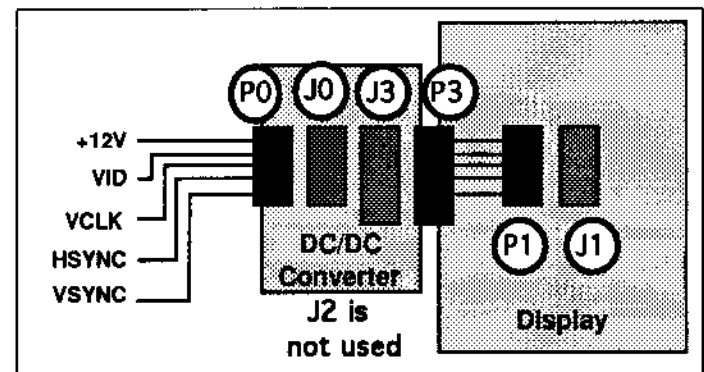 P0 J0 J3 P3
+12V
VID
VCLK
HSYNC
VSYNC
DC/DC
Converter
J2 is
not used
P1 J1
Display